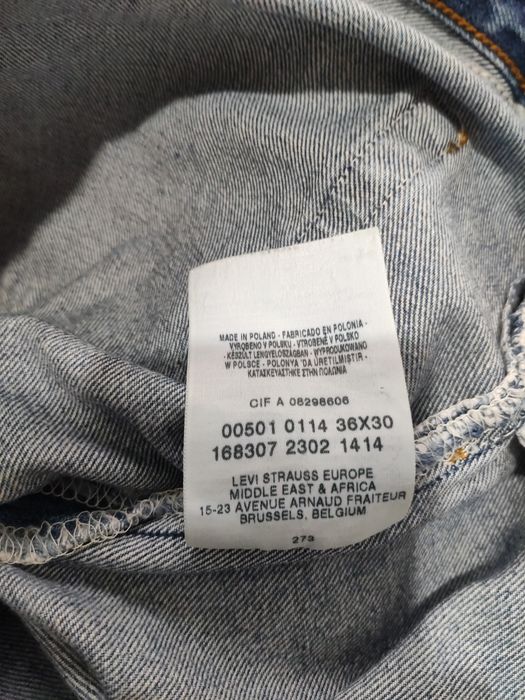 MADE IN POLAND - FABRICADO EN POLONIA -
VYROBENO V POLSKU - VYROBENÉ V POLSKO
- KÉSZÜLT LENGYELORSZÁGBAN - WYPRODUKOWANO
W POLSCE - POLONYA 'DA ÜRETILMISTIR -
ΚΑΤΑΣΚΕΥΑΣΤΗΚΕ ΣΤΗΝ ΠΟΛΩΝΙΑ
CIF A 08298606
00501 0114 36X30
168307 2302 1414
LEVI STRAUSS EUROPE
MIDDLE EAST & AFRICA
15-23 AVENUE ARNAUD FRAITEUR
BRUSSELS, BELGIUM
273